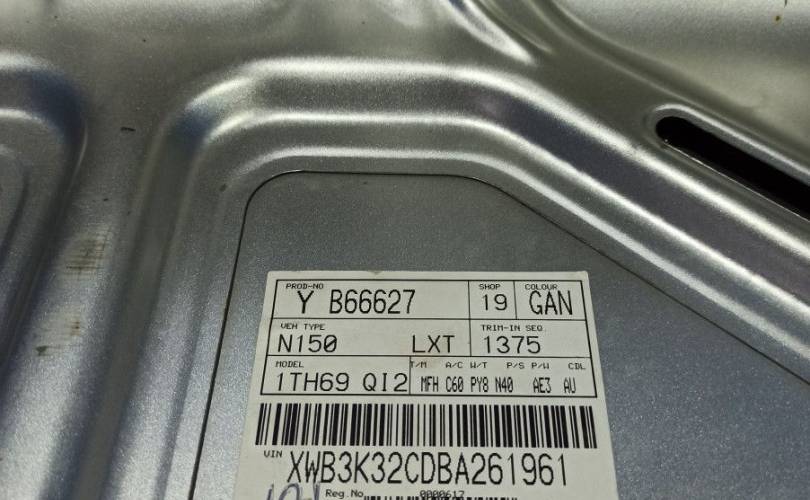 PROD-NO SHOP COLOUR
Y B66627 19 GAN
VEH TYPE TRIM-IN SEQ.
N150 LXT 1375
MODEL T/M A/C W/T P/S P/W CDL
1TH69 QI2 MFH C60 PY8 N40 AE3 AU
VIN XWB3K32CDBA261961
Reg.No 0000617